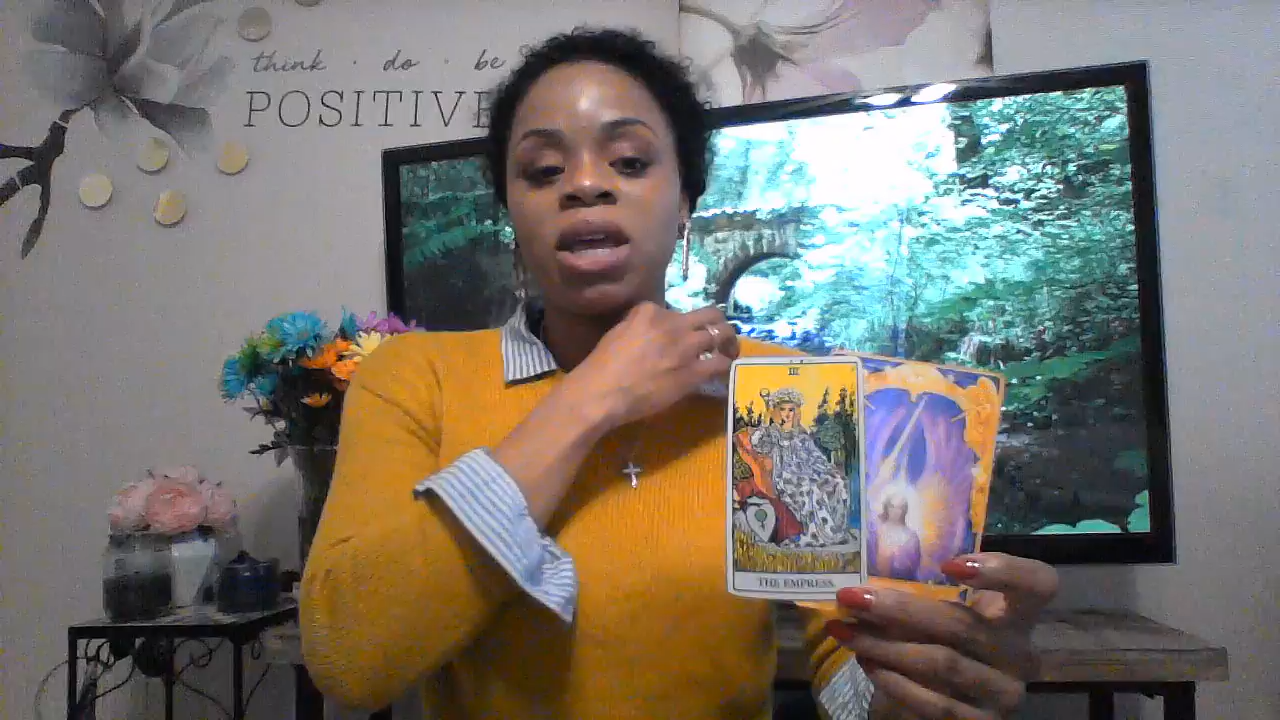 think · do · be
POSITIVE
III
THE EMPRESS.